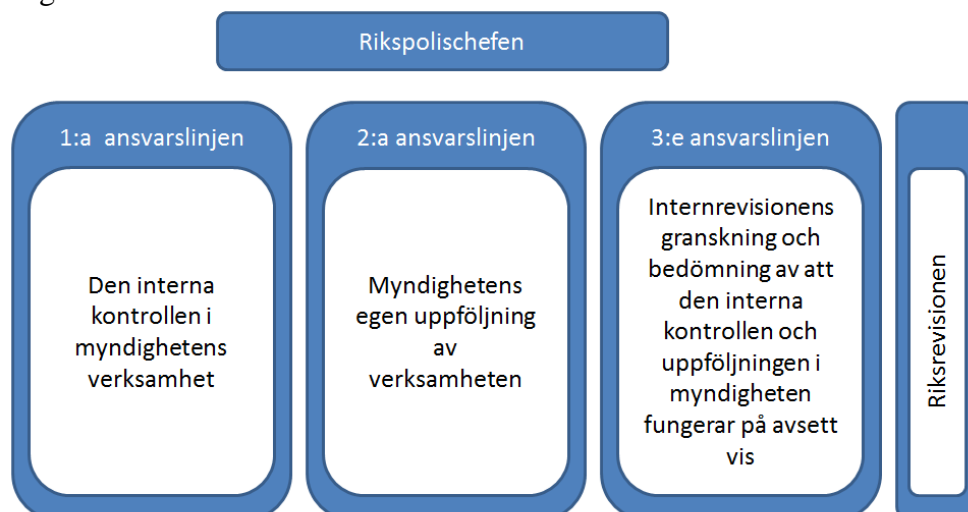 Rikspolischefen
1:a ansvarslinjen
Den interna
kontrollen i
myndighetens
verksamhet
2:a ansvarslinjen
Myndighetens
egen uppföljning
av
verksamheten
3:e ansvarslinjen
Internrevisionens
granskning och
bedömning av att
den interna
kontrollen och
uppföljningen i
myndigheten
fungerar på avsett
vis
Riksrevisionen